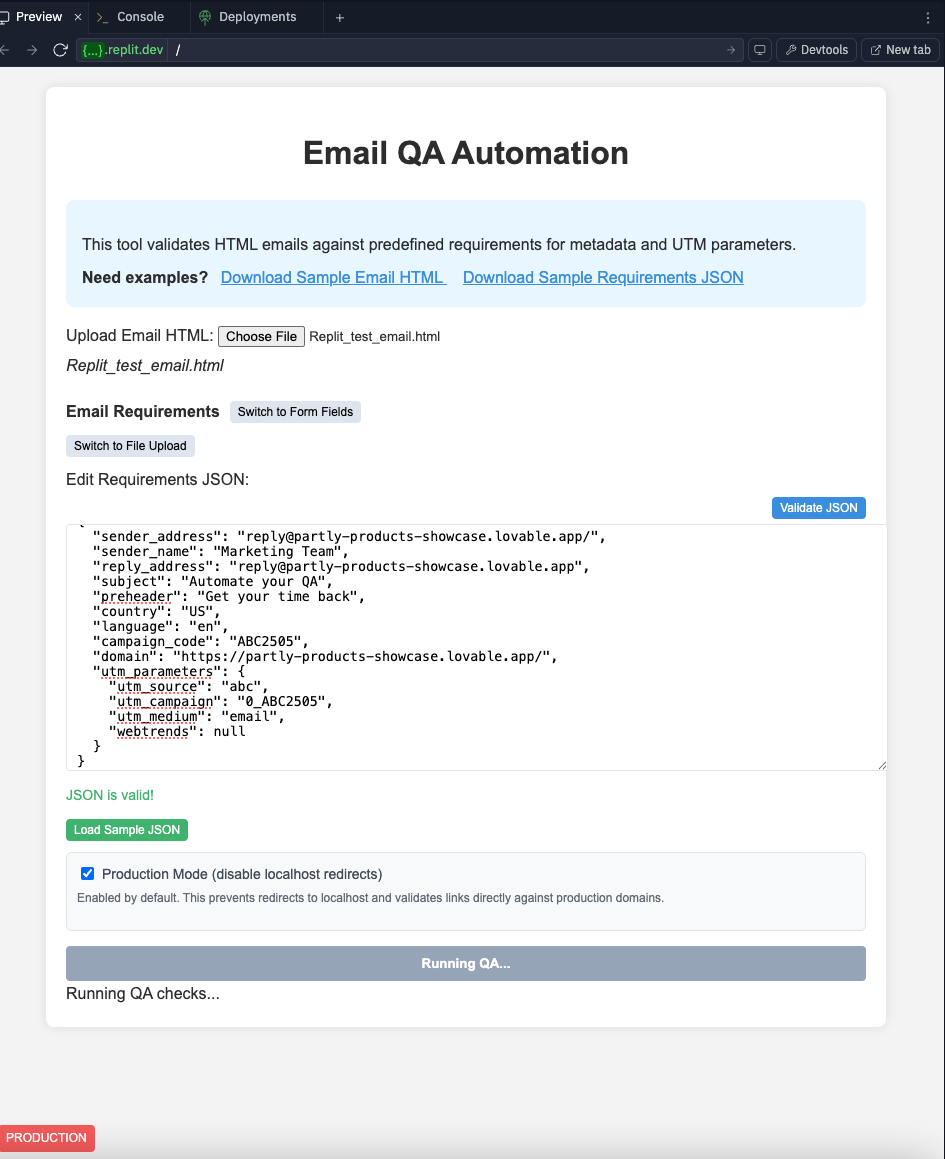 Preview × Console Deployments +
{...}.replit.dev / Devtools New tab
Email QA Automation
This tool validates HTML emails against predefined requirements for metadata and UTM parameters.
Need examples? Download Sample Email HTML Download Sample Requirements JSON
Upload Email HTML: Choose File Replit_test_email.html
Replit_test_email.html
Email Requirements Switch to Form Fields
Switch to File Upload
Edit Requirements JSON:
Validate JSON
{
"sender_address": "reply@partly-products-showcase.lovable.app/",
"sender_name": "Marketing Team",
"reply_address": "reply@partly-products-showcase.lovable.app",
"subject": "Automate your QA",
"preheader": "Get your time back",
"country": "US",
"language": "en",
"campaign_code": "ABC2505",
"domain": "https://partly-products-showcase.lovable.app/",
"utm_parameters": {
"utm_source": "abc",
"utm_campaign": "0_ABC2505",
"utm_medium": "email",
"webtrends": null
}
}
JSON is valid!
Load Sample JSON
Production Mode (disable localhost redirects)
Enabled by default. This prevents redirects to localhost and validates links directly against production domains.
Running QA...
Running QA checks...
PRODUCTION